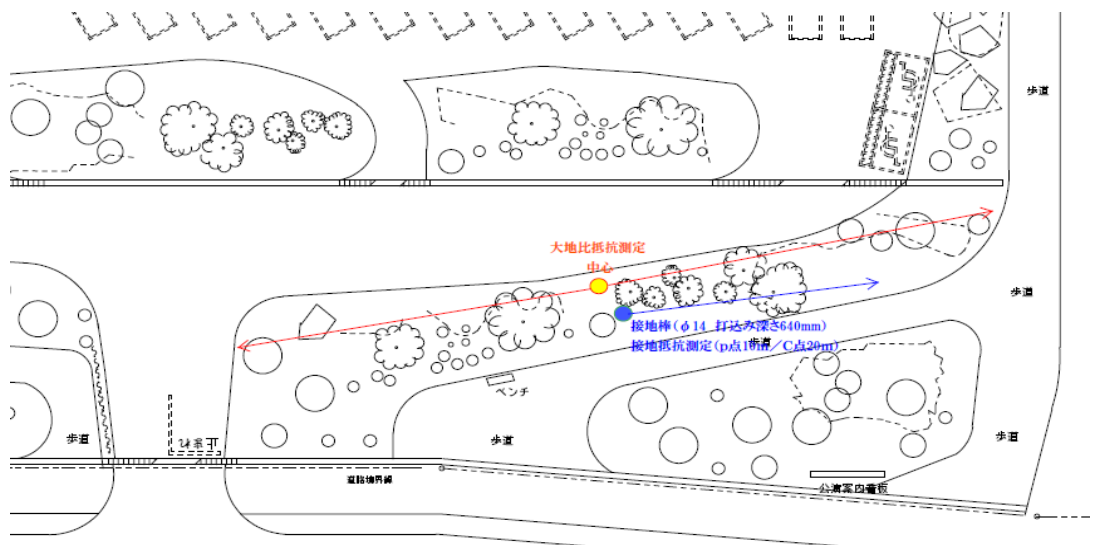 歩道
大地比抵抗測定
中心
歩道
接地棒(φ14 打込み深さ640mm)
接地抵抗測定(p点10m／C点20m)
歩道
ベンチ
歩道
歩道
歩道
道路境界線
公演案内看板